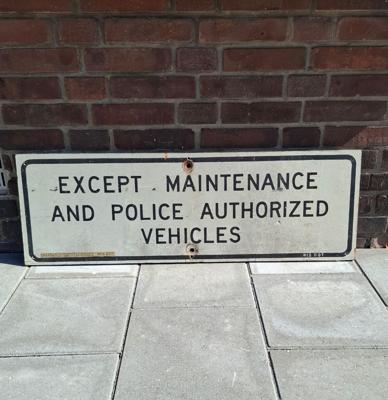 EXCEPT MAINTENANCE
AND POLICE AUTHORIZED
VEHICLES